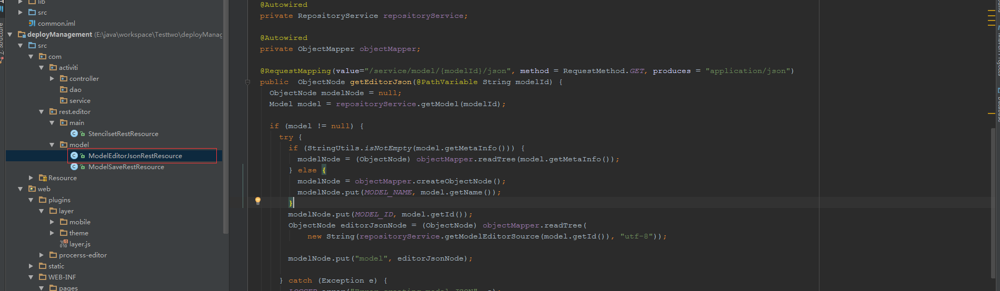 lib
src
common.iml
deployManagement (E:\java\workspace\Testtwo\deployManag
src
com
activiti
controller
dao
service
rest.editor
main
StencilsetRestResource
model
ModelEditorJsonRestResource
ModelSaveRestResource
Resource
web
plugins
layer
mobile
theme
layer.js
procerss-editor
static
WEB-INF
pages
Z: Structure
@Autowired
private RepositoryService repositoryService;
@Autowired
private ObjectMapper objectMapper;
@RequestMapping(value="/service/model/{modelId}/json", method = RequestMethod.GET, produces = "application/json")
public  ObjectNode getEditorJson(@PathVariable String modelId) {
ObjectNode modelNode = null;
Model model = repositoryService.getModel(modelId);
if (model != null) {
try {
if (StringUtils.isNotEmpty(model.getMetaInfo())) {
modelNode = (ObjectNode) objectMapper.readTree(model.getMetaInfo());
} else {
modelNode = objectMapper.createObjectNode();
modelNode.put(MODEL_NAME, model.getName());
}
modelNode.put(MODEL_ID, model.getId());
ObjectNode editorJsonNode = (ObjectNode) objectMapper.readTree(
new String(repositoryService.getModelEditorSource(model.getId()), "utf-8"));
modelNode.put("model", editorJsonNode);
} catch (Exception e) {